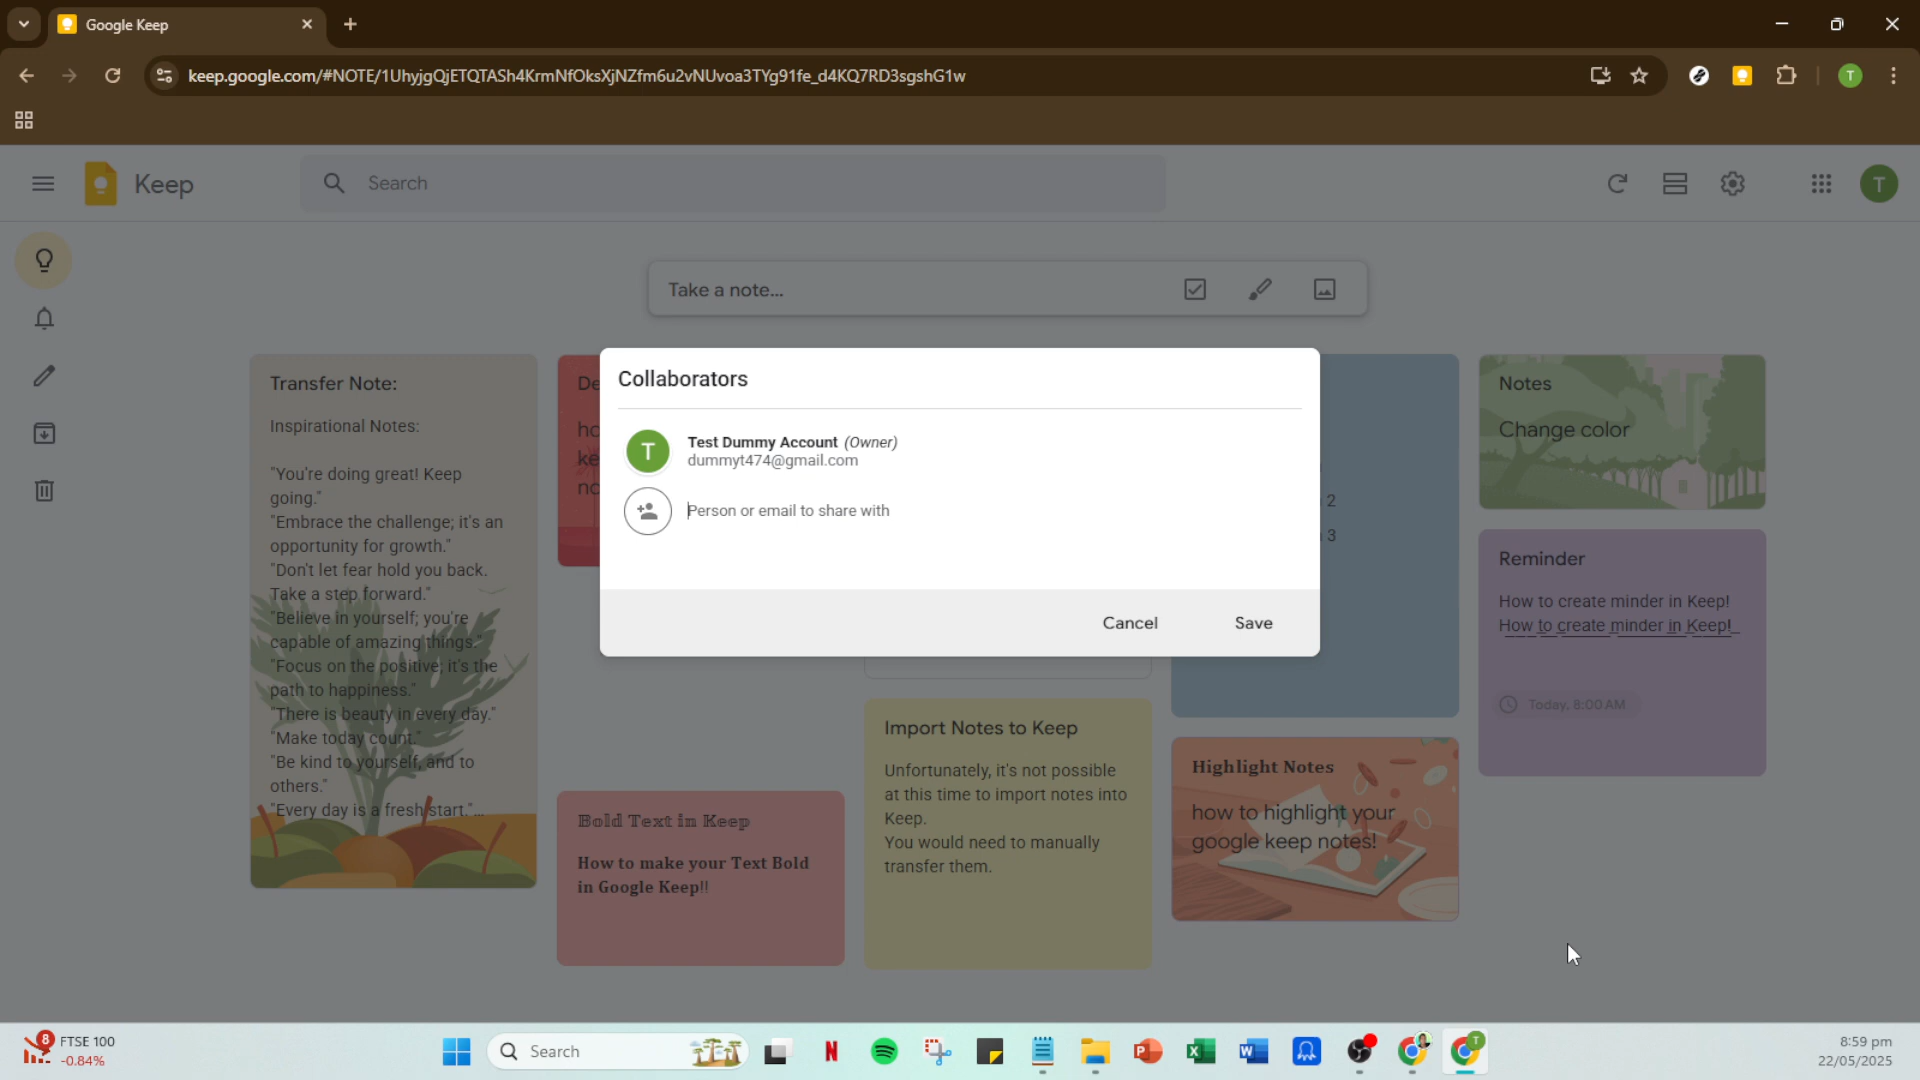 Google Keep
keep.google.com/#NOTE/1UhyjgQjETQTASh4KrmNfOksXjNZfm6u2vNUvoa3TYg91fe_d4KQ7RD3sgshG1w
T
Keep
Search
T
Take a note...
Transfer Note:
Inspirational Notes:
"You're doing great! Keep
going."
"Embrace the challenge; it's an
opportunity for growth."
"Don't let fear hold you back.
Take a step forward."
"Believe in yourself; you're
capable of amazing things."
"Focus on the positive; it's the
path to happiness."
"There is beauty in every day."
"Make today count."
"Be kind to yourself, and to
others."
"Every day is a fresh start."...
Collaborators
T
Test Dummy Account (Owner)
dummyt474@gmail.com
Person or email to share with
Cancel
Save
2
3
Bold Text in Keep
How to make your Text Bold
in Google Keep!!
Import Notes to Keep
Unfortunately, it's not possible
at this time to import notes into
Keep.
You would need to manually
transfer them.
Highlight Notes
how to highlight your
google keep notes!
Notes
Change color
Reminder
How to create minder in Keep!
How to create minder in Keep!
Today, 8:00 AM
8
FTSE 100
-0.84%
Search
8:59 pm
22/05/2025